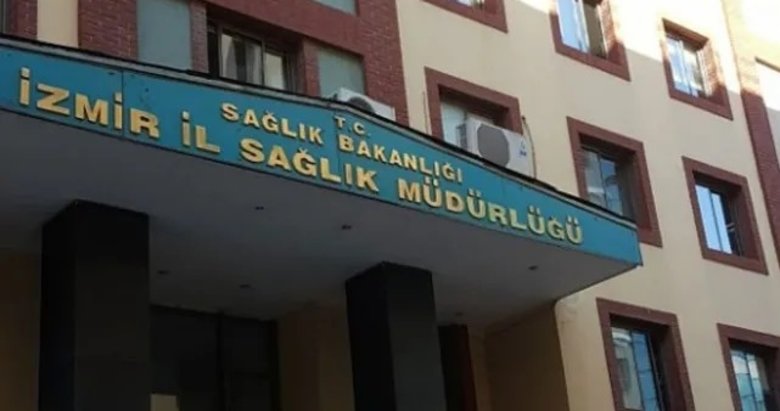 T.C.
SAĞLIK BAKANLIĞI
İZMİR İL SAĞLIK MÜDÜRLÜĞÜ